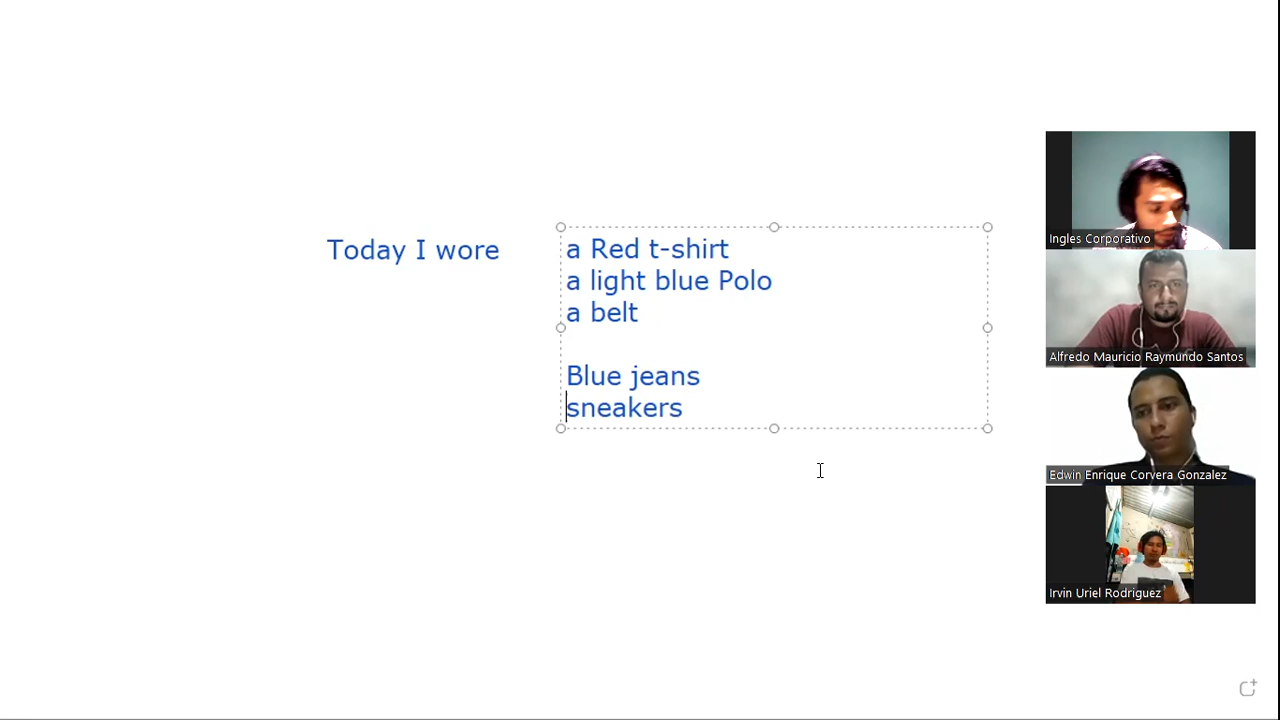 Today I wore
a Red t-shirt
a light blue Polo
a belt
Blue jeans
sneakers
Ingles Corporativo
Alfredo Mauricio Raymundo Santos
Edwin Enrique Corvera Gonzalez
Irvin Uriel Rodriguez